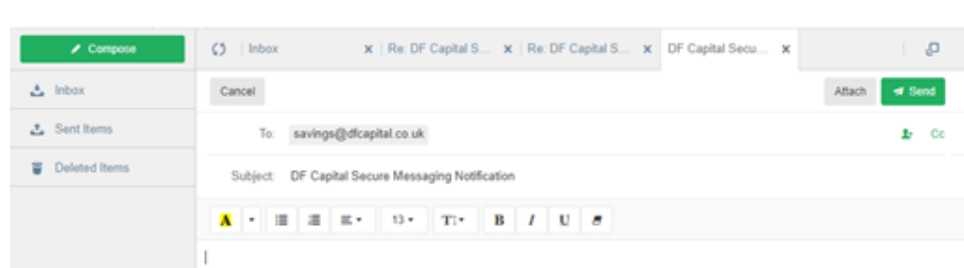 Compose
Inbox
Sent Items
Deleted Items
Inbox x Re: DF Capital S... x Re: DF Capital S... x DF Capital Secu... x
Cancel Attach Send
To: savings@dfcapital.co.uk Cc
Subject: DF Capital Secure Messaging Notification
A 13 T B I U